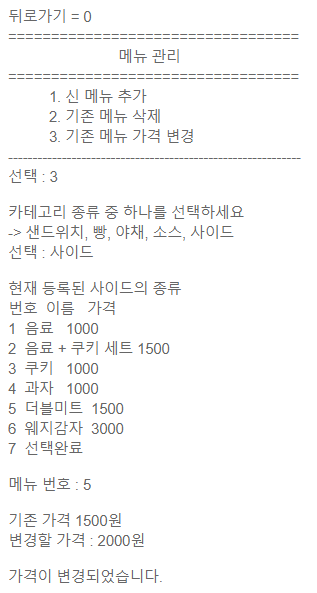 뒤로가기 = 0
==================================
메뉴 관리
==================================
1. 신 메뉴 추가
2. 기존 메뉴 삭제
3. 기존 메뉴 가격 변경
------------------------------------------------------------
선택 : 3
카테고리 종류 중 하나를 선택하세요
-> 샌드위치, 빵, 야채, 소스, 사이드
선택 : 사이드
현재 등록된 사이드의 종류
번호 이름 가격
1 음료 1000
2 음료 + 쿠키 세트 1500
3 쿠키 1000
4 과자 1000
5 더블미트 1500
6 웨지감자 3000
7 선택완료
메뉴 번호 : 5
기존 가격 1500원
변경할 가격 : 2000원
가격이 변경되었습니다.